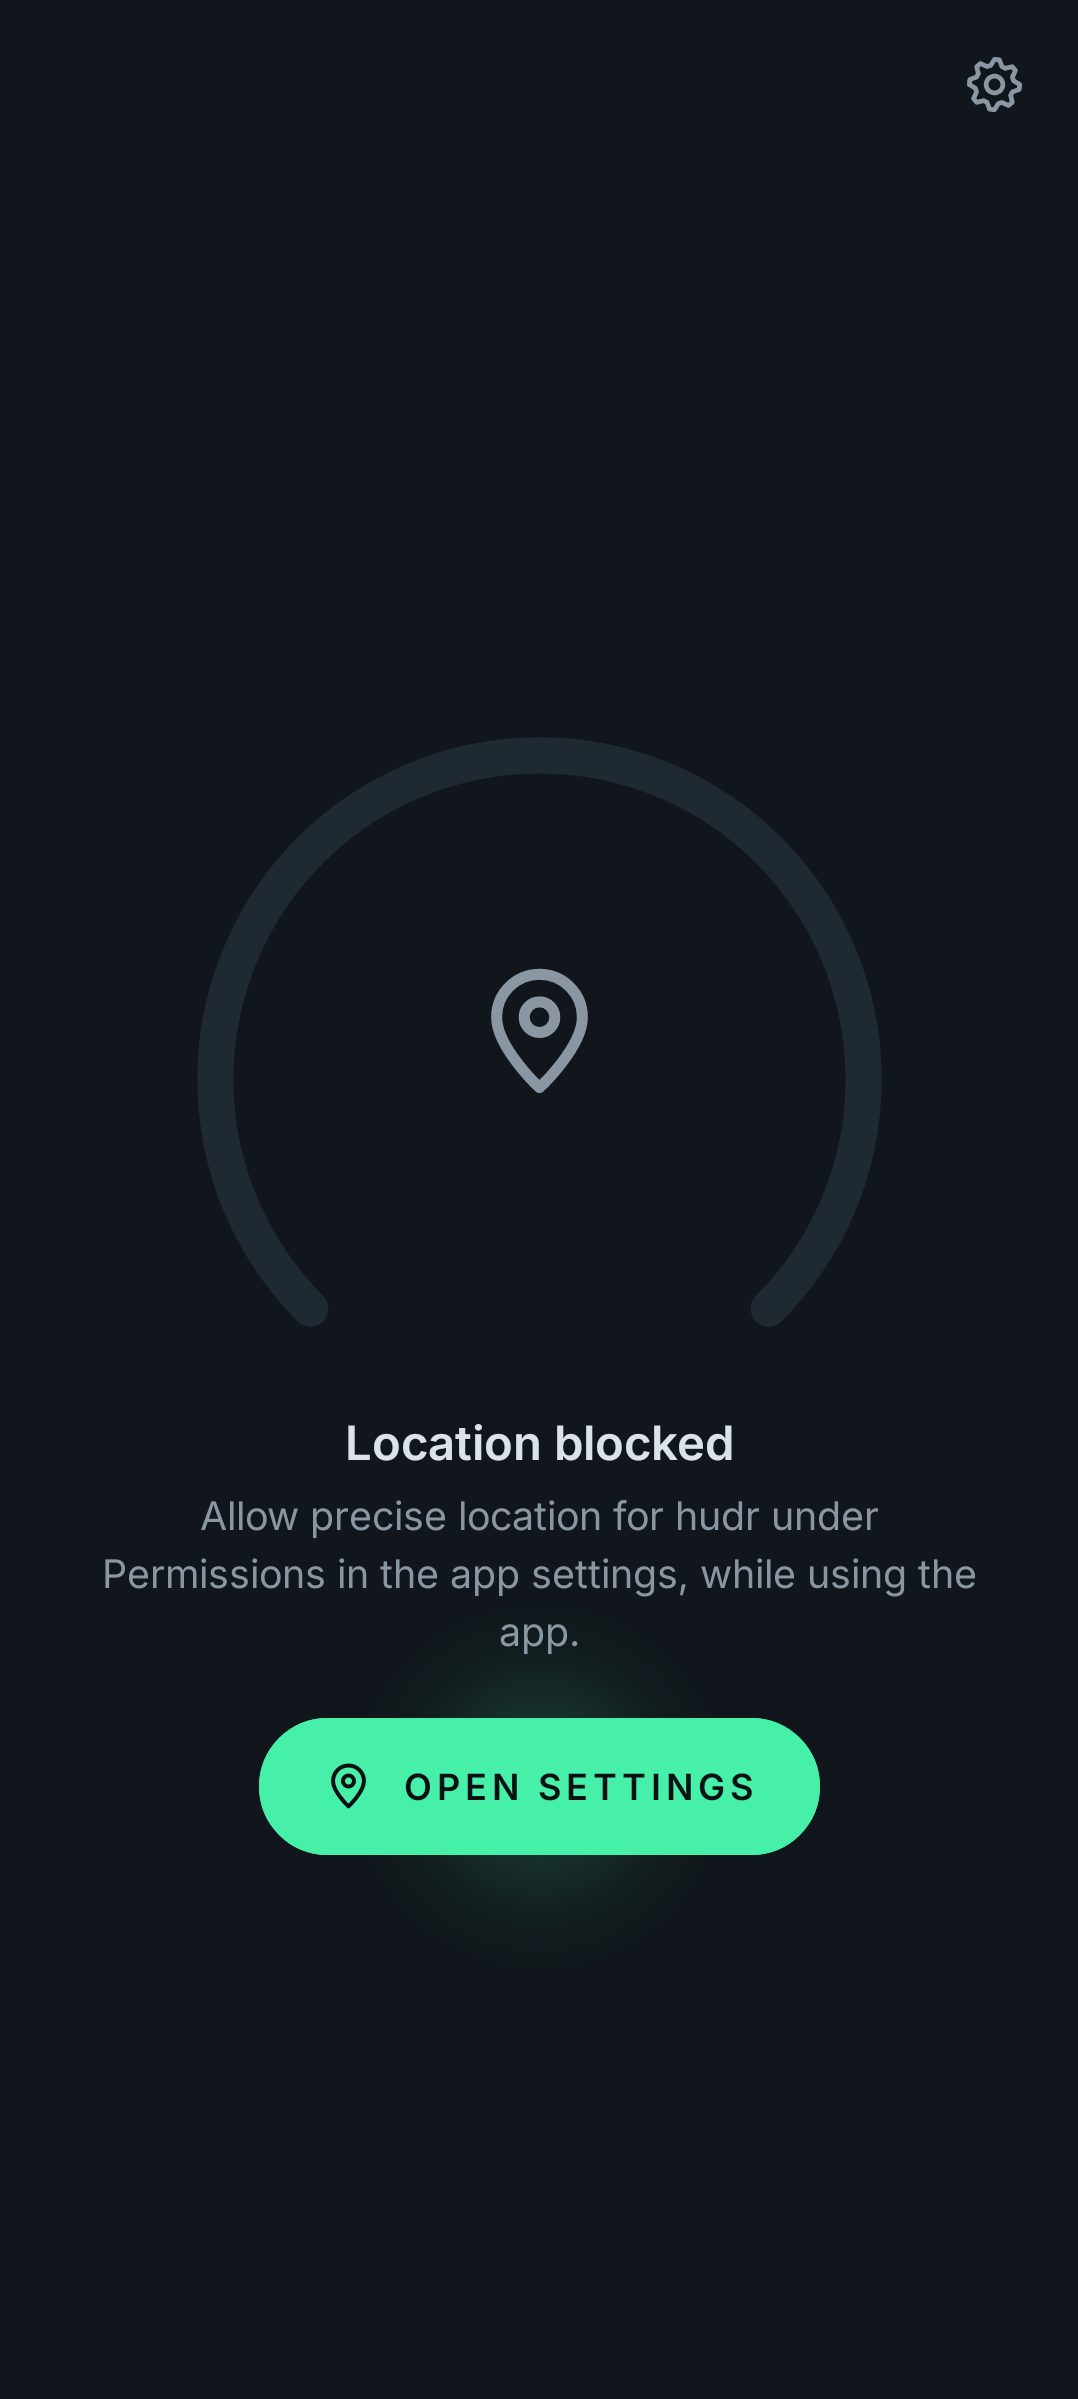 Location blocked
Allow precise location for hudr under
Permissions in the app settings, while using the
app.
OPEN SETTINGS